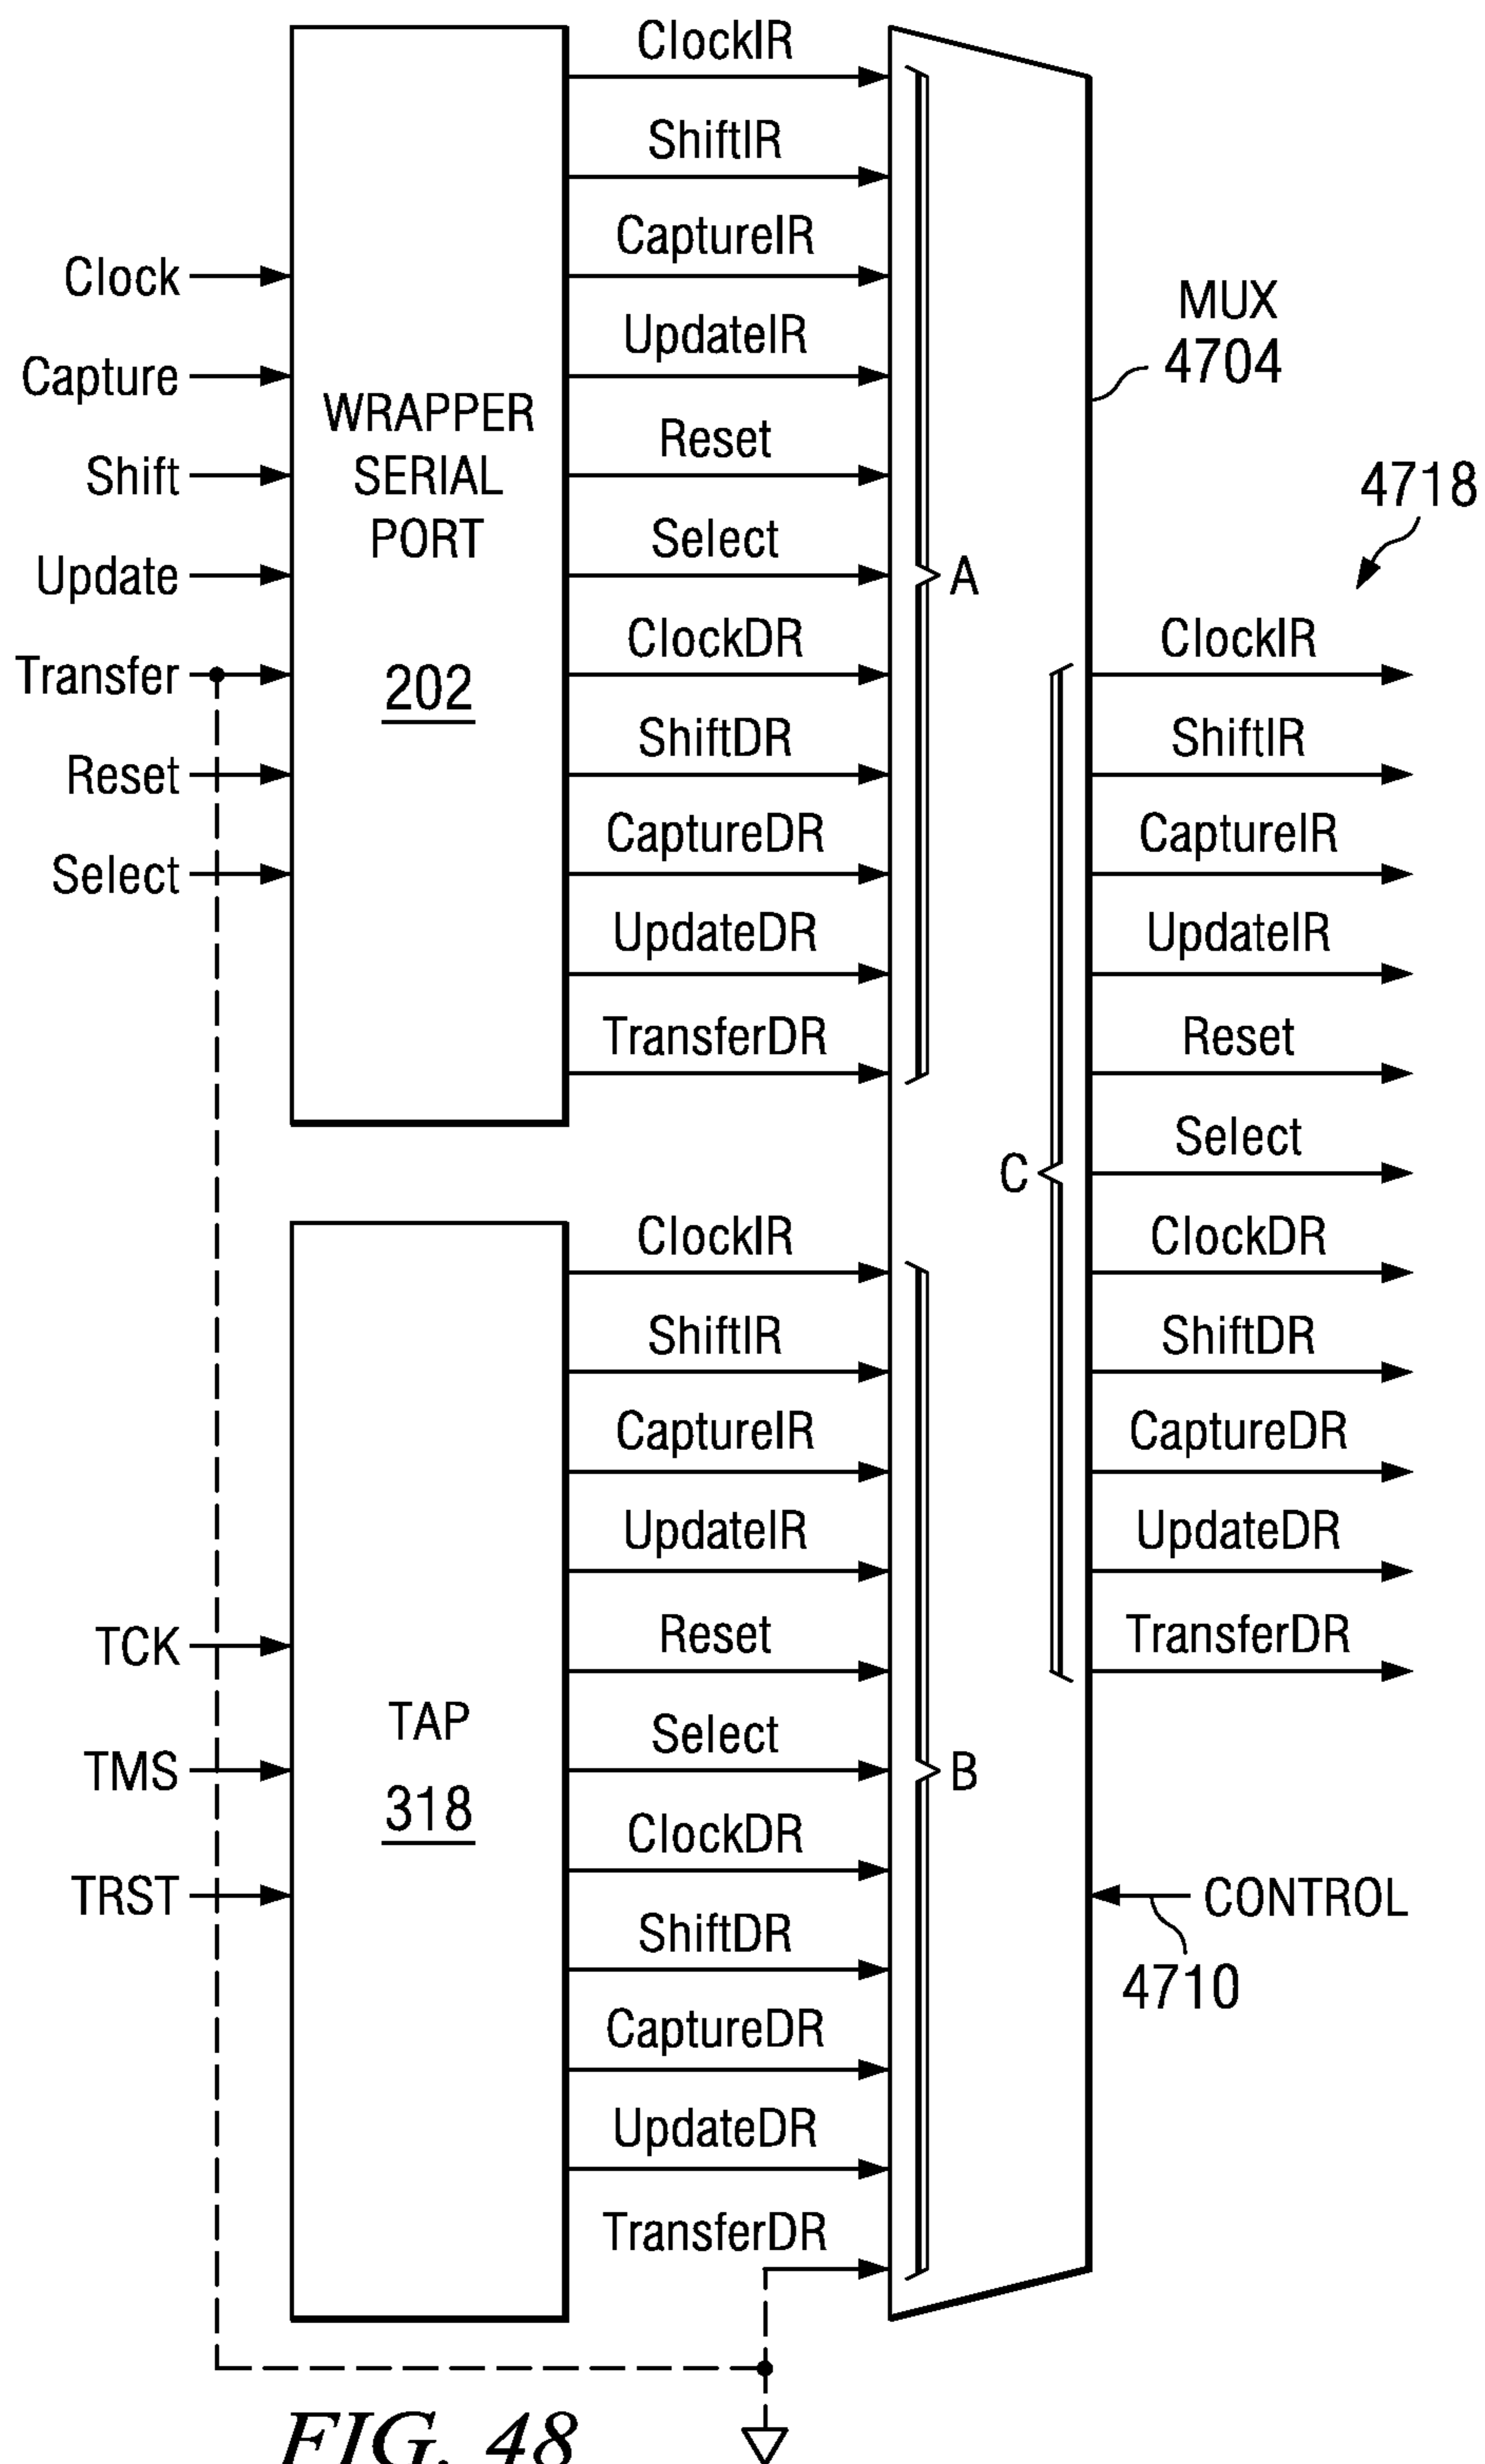 ClockIR
ShiftIR
CaptureIR
UpdateIR
Reset
Select
ClockDR
ShiftDR
CaptureDR
UpdateDR
TransferDR
Clock
Capture
Shift
Update
Transfer
Reset
Select
WRAPPER
SERIAL
PORT
202
A
MUX
4704
4718
ClockIR
ShiftIR
CaptureIR
UpdateIR
Reset
Select
ClockDR
ShiftDR
CaptureDR
UpdateDR
TransferDR
C
ClockIR
ShiftIR
CaptureIR
UpdateIR
Reset
Select
ClockDR
ShiftDR
CaptureDR
UpdateDR
TransferDR
TCK
TMS
TRST
TAP
318
B
CONTROL
4710
FIG. 48